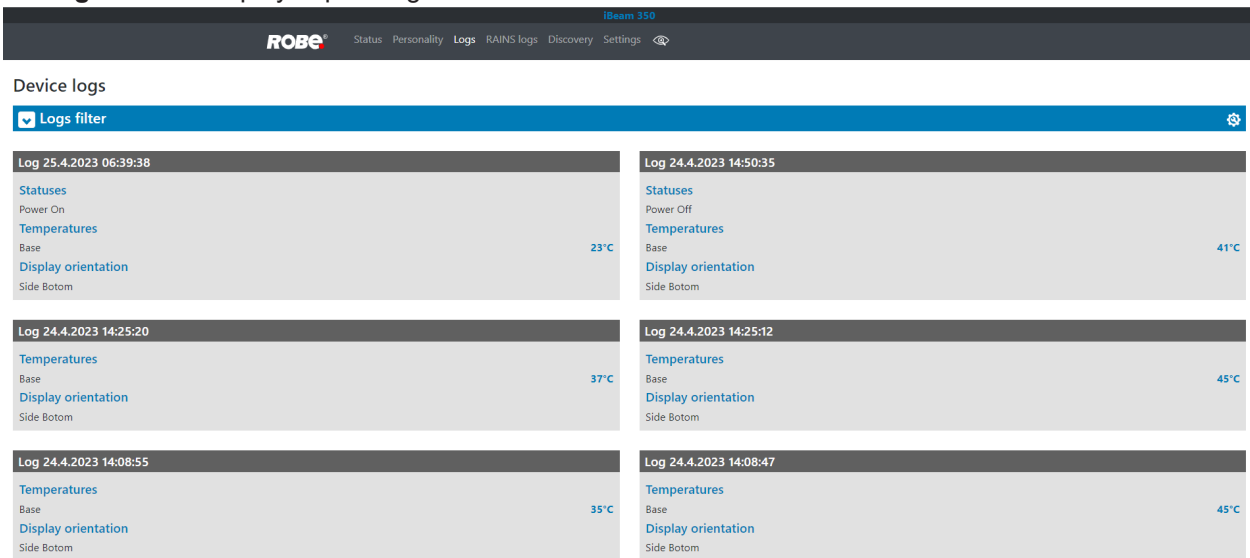 iBeam 350
ROBE® Status Personality Logs RAINS logs Discovery Settings
Device logs
Logs filter
Log 25.4.2023 06:39:38
Statuses
Power On
Temperatures
Base 23°C
Display orientation
Side Botom
Log 24.4.2023 14:50:35
Statuses
Power Off
Temperatures
Base 41°C
Display orientation
Side Botom
Log 24.4.2023 14:25:20
Temperatures
Base 37°C
Display orientation
Side Botom
Log 24.4.2023 14:25:12
Temperatures
Base 45°C
Display orientation
Side Botom
Log 24.4.2023 14:08:55
Temperatures
Base 35°C
Display orientation
Side Botom
Log 24.4.2023 14:08:47
Temperatures
Base 45°C
Display orientation
Side Botom